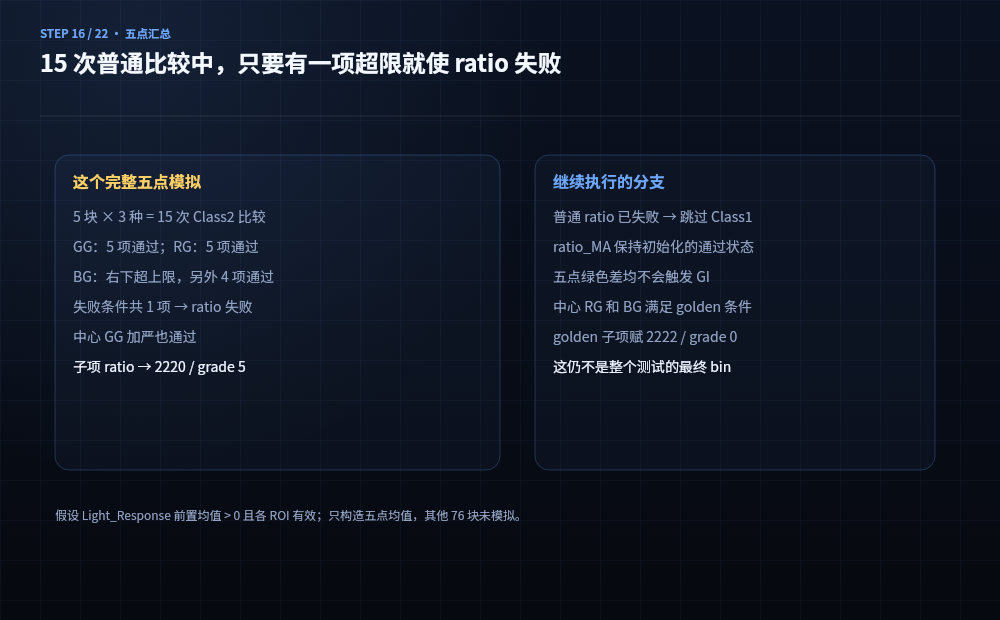 STEP 16 / 22 · 五点汇总
15 次普通比较中，只要有一项超限就使 ratio 失败
这个完整五点模拟
5 块 × 3 种 = 15 次 Class2 比较
GG：5 项通过；RG：5 项通过
BG：右下超上限，另外 4 项通过
失败条件共 1 项 → ratio 失败
中心 GG 加严也通过
子项 ratio → 2220 / grade 5
继续执行的分支
普通 ratio 已失败 → 跳过 Class1
ratio_MA 保持初始化的通过状态
五点绿色差均不会触发 GI
中心 RG 和 BG 满足 golden 条件
golden 子项赋 2222 / grade 0
这仍不是整个测试的最终 bin
假设 Light_Response 前置均值 > 0 且各 ROI 有效；只构造五点均值，其他 76 块未模拟。